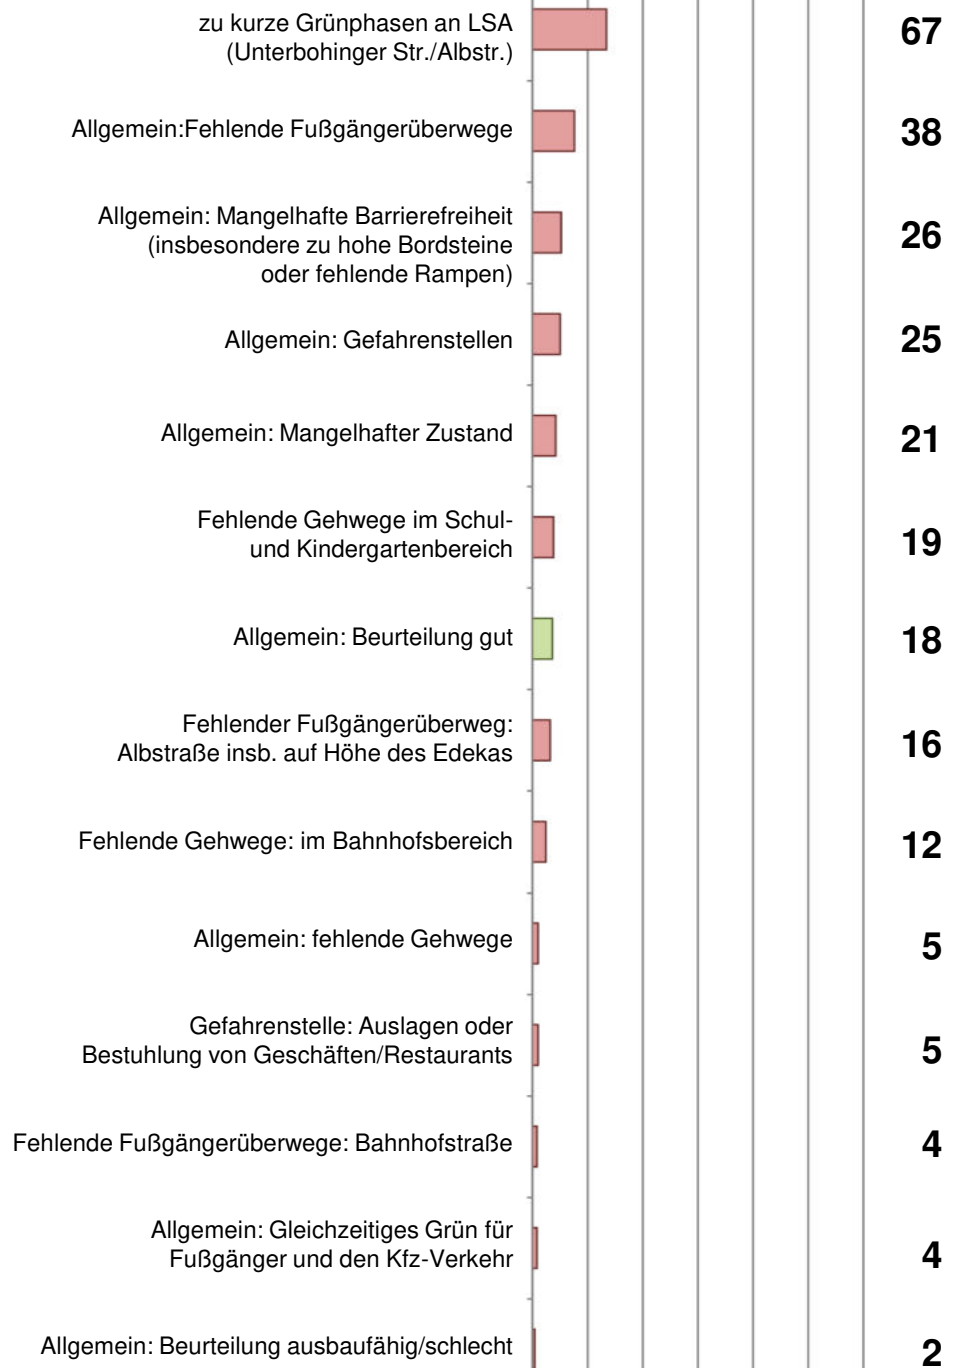 zu kurze Grünphasen an LSA
(Unterbohinger Str./Albstr.)
67
Allgemein:Fehlende Fußgängerüberwege
38
Allgemein: Mangelhafte Barrierefreiheit
(insbesondere zu hohe Bordsteine
oder fehlende Rampen)
26
Allgemein: Gefahrenstellen
25
Allgemein: Mangelhafter Zustand
21
Fehlende Gehwege im Schul-
und Kindergartenbereich
19
Allgemein: Beurteilung gut
18
Fehlender Fußgängerüberweg:
Albstraße insb. auf Höhe des Edekas
16
Fehlende Gehwege: im Bahnhofsbereich
12
Allgemein: fehlende Gehwege
5
Gefahrenstelle: Auslagen oder
Bestuhlung von Geschäften/Restaurants
5
Fehlende Fußgängerüberwege: Bahnhofstraße
4
Allgemein: Gleichzeitiges Grün für
Fußgänger und den Kfz-Verkehr
4
Allgemein: Beurteilung ausbaufähig/schlecht
2